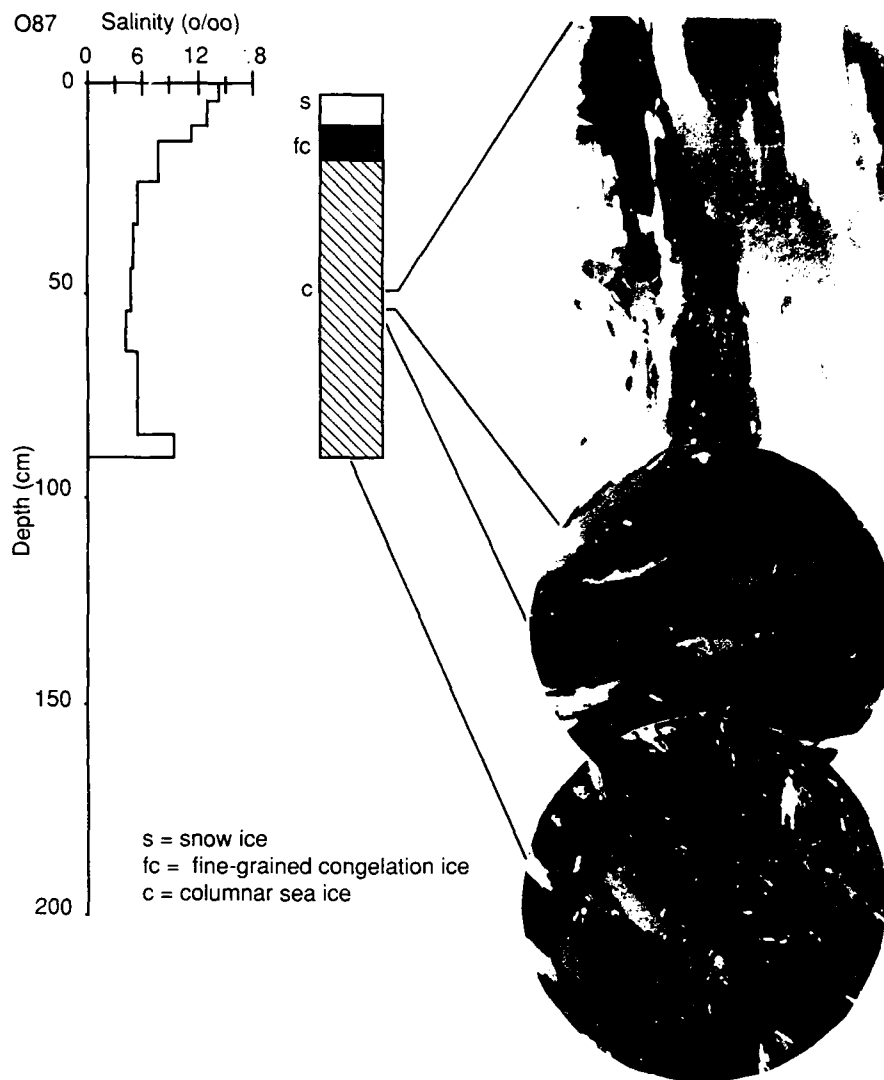 O87 Salinity (o/oo)
0 6 12 18
0
s
fc
50
c
Depth (cm)
100
150
s = snow ice
fc = fine-grained congelation ice
c = columnar sea ice
200